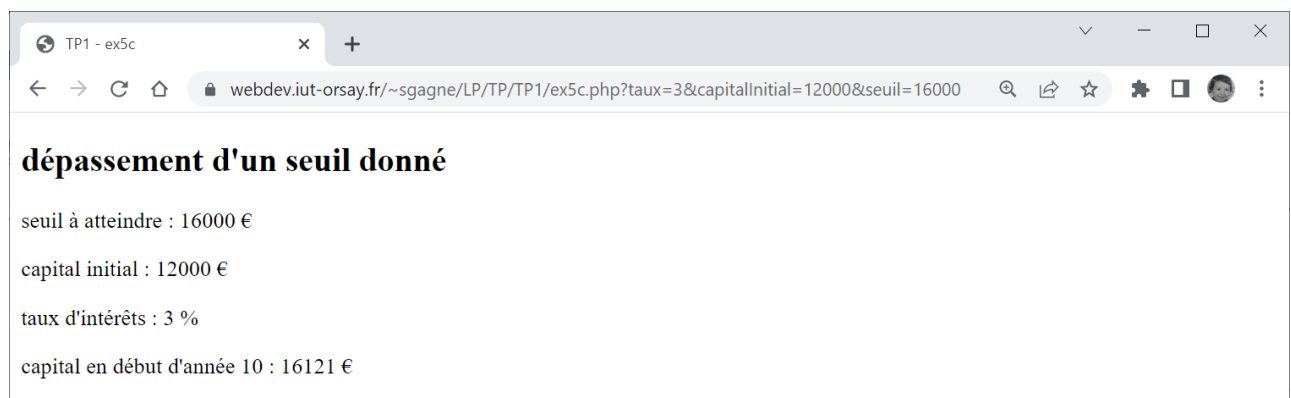 TP1 - ex5c
webdev.iut-orsay.fr/~sgagne/LP/TP/TP1/ex5c.php?taux=3&capitalInitial=12000&seuil=16000
dépassement d'un seuil donné
seuil à atteindre : 16000 €
capital initial : 12000 €
taux d'intérêts : 3 %
capital en début d'année 10 : 16121 €